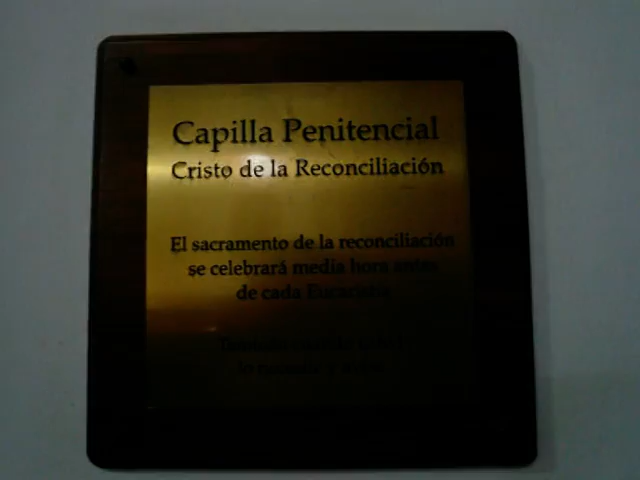 Capilla Penitencial
Cristo de la Reconciliación
El sacramento de la reconciliación
se celebrará media hora antes
de cada Eucaristía
lo